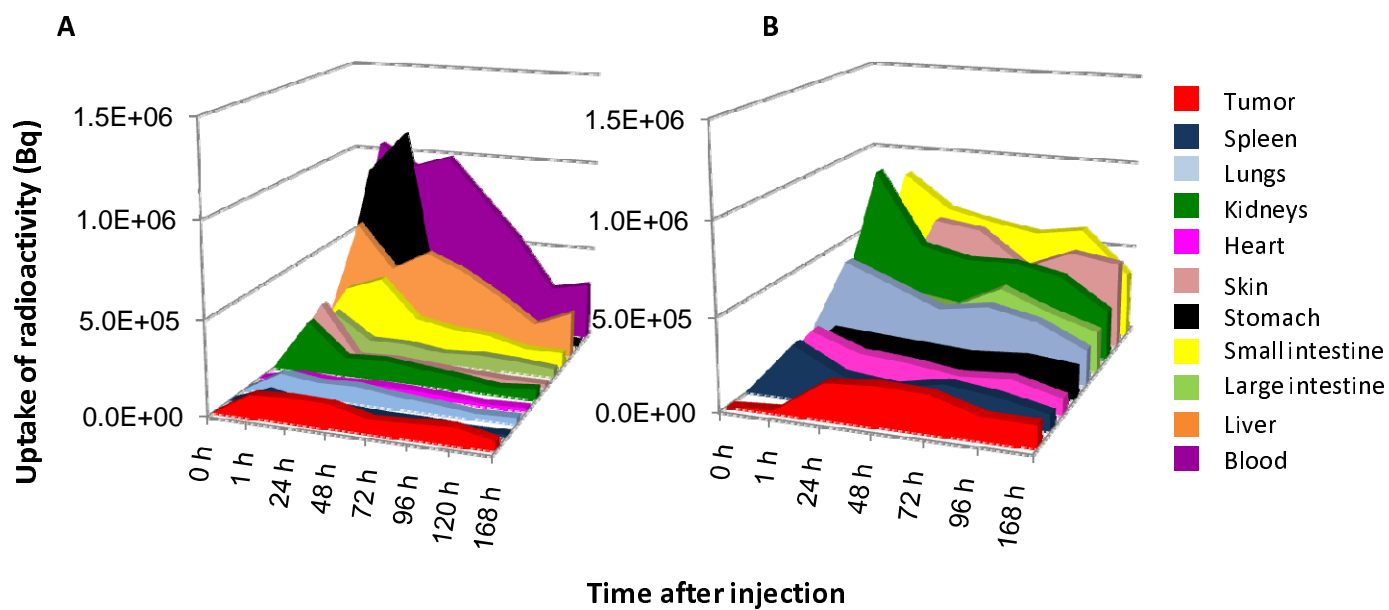 A
B
Uptake of radioactivity (Bq)
1.5E+06
1.0E+06
5.0E+05
0.0E+00
0 h
1 h
24 h
48 h
72 h
96 h
120 h
168 h
1.5E+06
1.0E+06
5.0E+05
0.0E+00
0 h
1 h
24 h
48 h
72 h
96 h
168 h
Tumor
Spleen
Lungs
Kidneys
Heart
Skin
Stomach
Small intestine
Large intestine
Liver
Blood
Time after injection